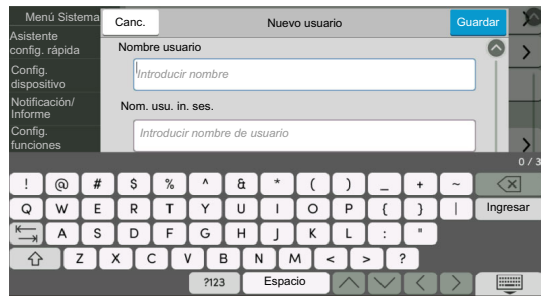 Menú Sistema
Canc.
Nuevo usuario
Guardar
Asistente
config. rápida
Nombre usuario
Introducir nombre
Config.
dispositivo
Notificación/
Informe
Nom. usu. in. ses.
Introducir nombre de usuario
Config.
funciones
0 / 3
! @ # $ % ^ & * ( ) _ + ~
Q W E R T Y U I O P { } | Ingresar
A S D F G H J K L : "
Z X C V B N M < > ?
?123 Espacio